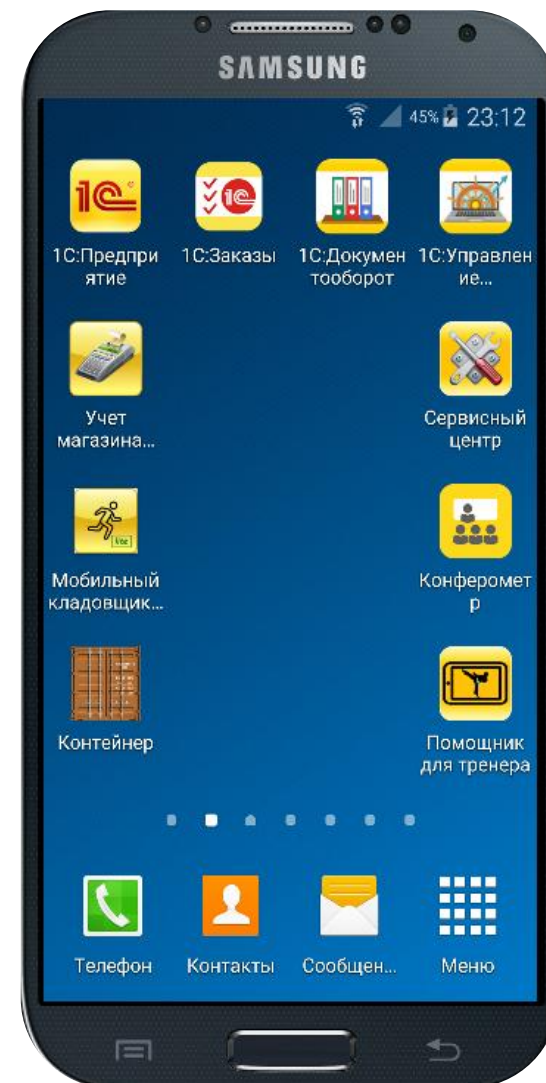 SAMSUNG
45% 23:12
1С:Предпри
ятие
1С:Заказы
1С:Докумен
тооборот
1С:Управлен
ие...
Учет
магазина...
Сервисный
центр
Мобильный
кладовщик...
Конферомет
р
Контейнер
Помощник
для тренера
Телефон
Контакты
Сообщен...
Меню